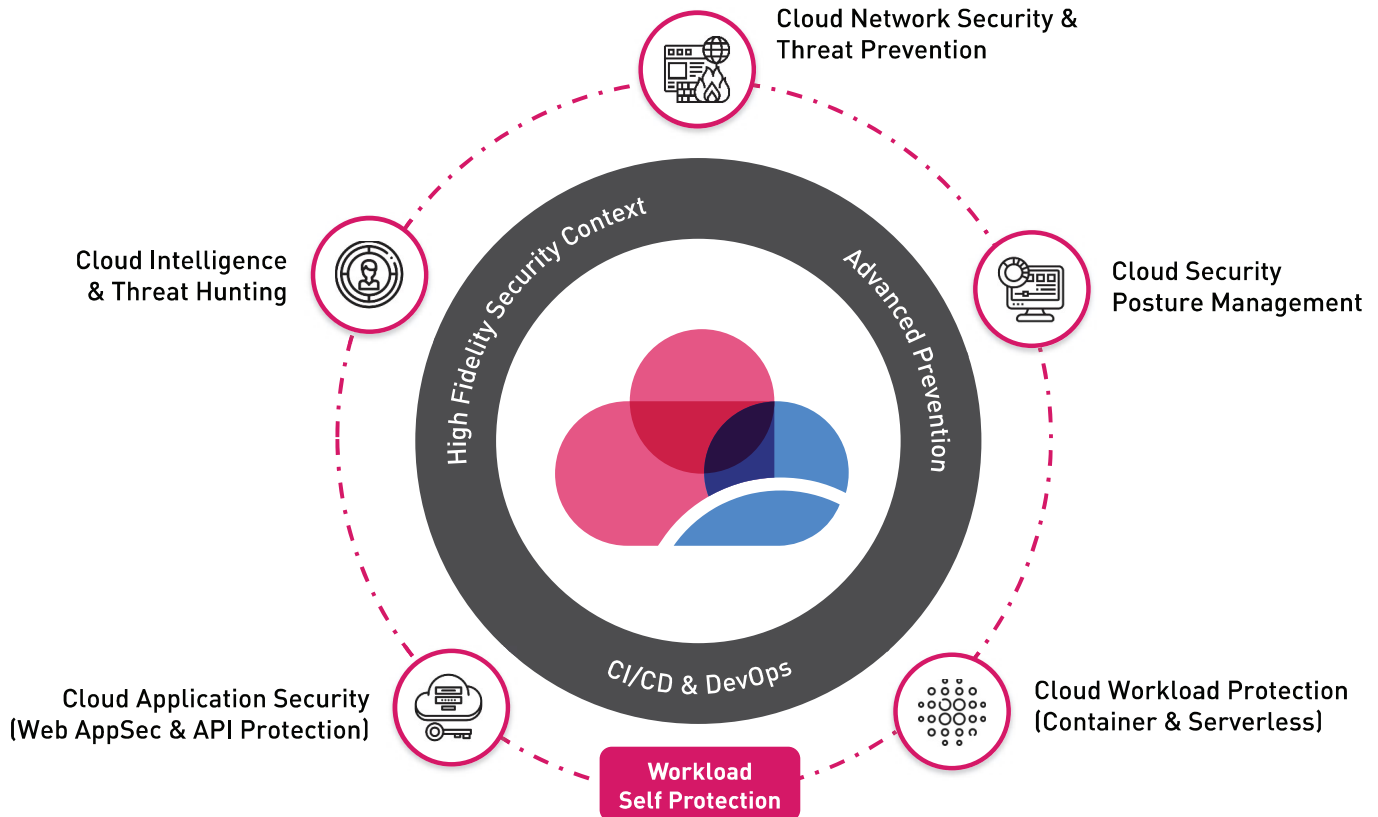 Cloud Network Security &
Threat Prevention
High Fidelity Security Context
Advanced Prevention
Cloud Intelligence
& Threat Hunting
Cloud Security
Posture Management
CI/CD & DevOps
Cloud Application Security
(Web AppSec & API Protection)
Cloud Workload Protection
(Container & Serverless)
Workload
Self Protection